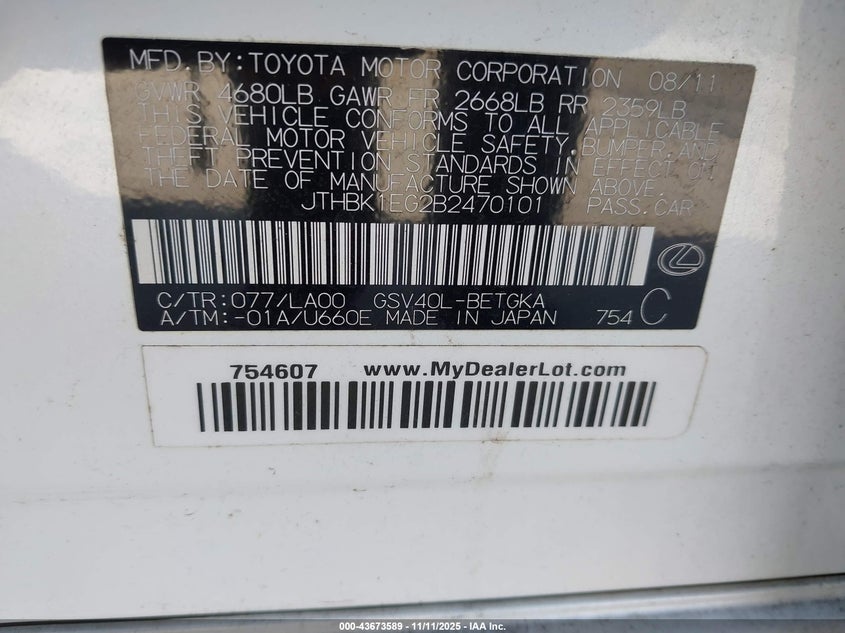 MFD.BY:TOYOTA MOTOR CORPORATION 08/11
GVWR 4680LB GAWR FR 2668LB RR 2359LB
THIS VEHICLE CONFORMS TO ALL APPLICABLE
FEDERAL MOTOR VEHICLE SAFETY,BUMPER,AND
THEFT PREVENTION STANDARDS IN EFFECT ON
THE DATE OF MANUFACTURE SHOWN ABOVE.
JTHBK1EG2B2470101 PASS.CAR
C/TR:077/LA00 GSV40L-BETGKA
A/TM:-01A/U660E MADE IN JAPAN 754 C
754607 www.MyDealerLot.com
000-43673589 - 11/11/2025 - IAA Inc.